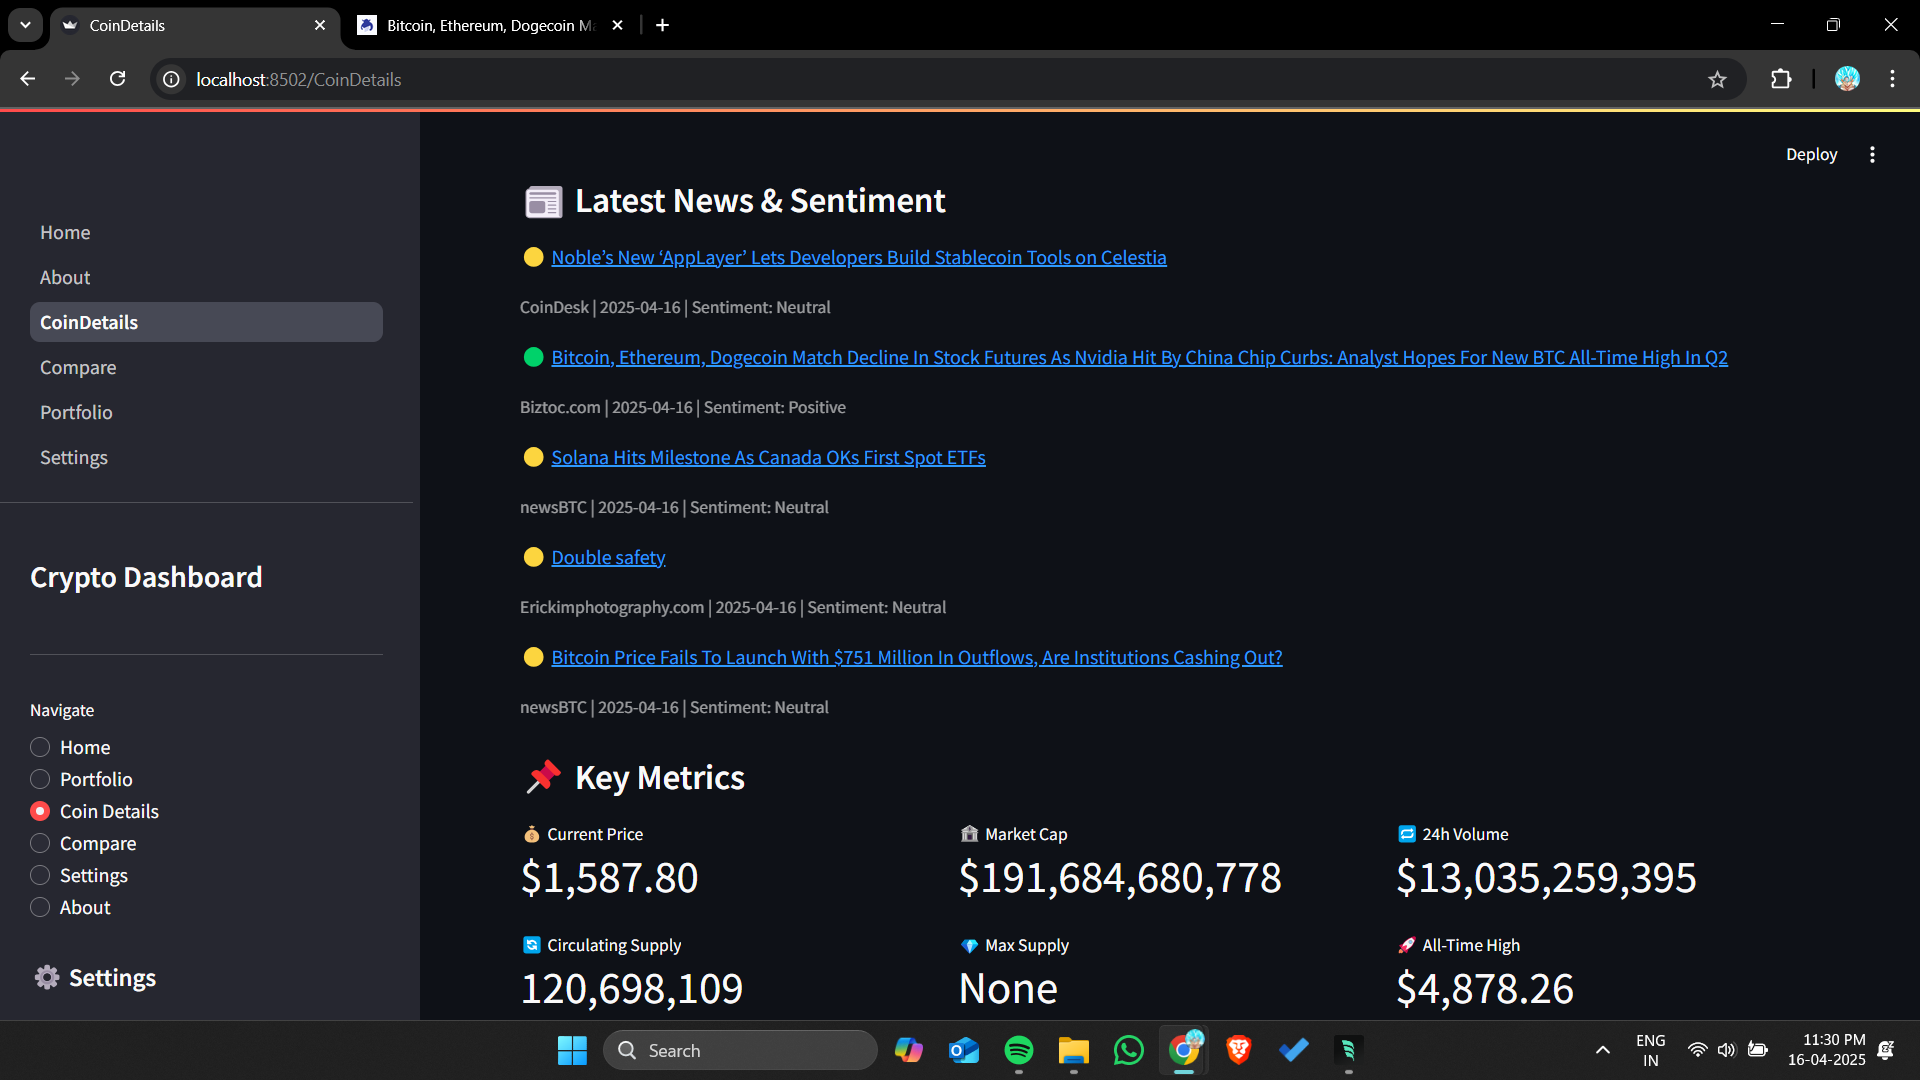 CoinDetails
Bitcoin, Ethereum, Dogecoin Ma
localhost:8502/CoinDetails
Deploy
Home
About
CoinDetails
Compare
Portfolio
Settings
Crypto Dashboard
Navigate
Home
Portfolio
Coin Details
Compare
Settings
About
Settings
Latest News & Sentiment
Noble’s New ‘AppLayer’ Lets Developers Build Stablecoin Tools on Celestia
CoinDesk | 2025-04-16 | Sentiment: Neutral
Bitcoin, Ethereum, Dogecoin Match Decline In Stock Futures As Nvidia Hit By China Chip Curbs: Analyst Hopes For New BTC All-Time High In Q2
Biztoc.com | 2025-04-16 | Sentiment: Positive
Solana Hits Milestone As Canada OKs First Spot ETFs
newsBTC | 2025-04-16 | Sentiment: Neutral
Double safety
Erickimphotography.com | 2025-04-16 | Sentiment: Neutral
Bitcoin Price Fails To Launch With $751 Million In Outflows, Are Institutions Cashing Out?
newsBTC | 2025-04-16 | Sentiment: Neutral
Key Metrics
Current Price
$1,587.80
Market Cap
$191,684,680,778
24h Volume
$13,035,259,395
Circulating Supply
120,698,109
Max Supply
None
All-Time High
$4,878.26
Search
ENG
IN
11:30 PM
16-04-2025